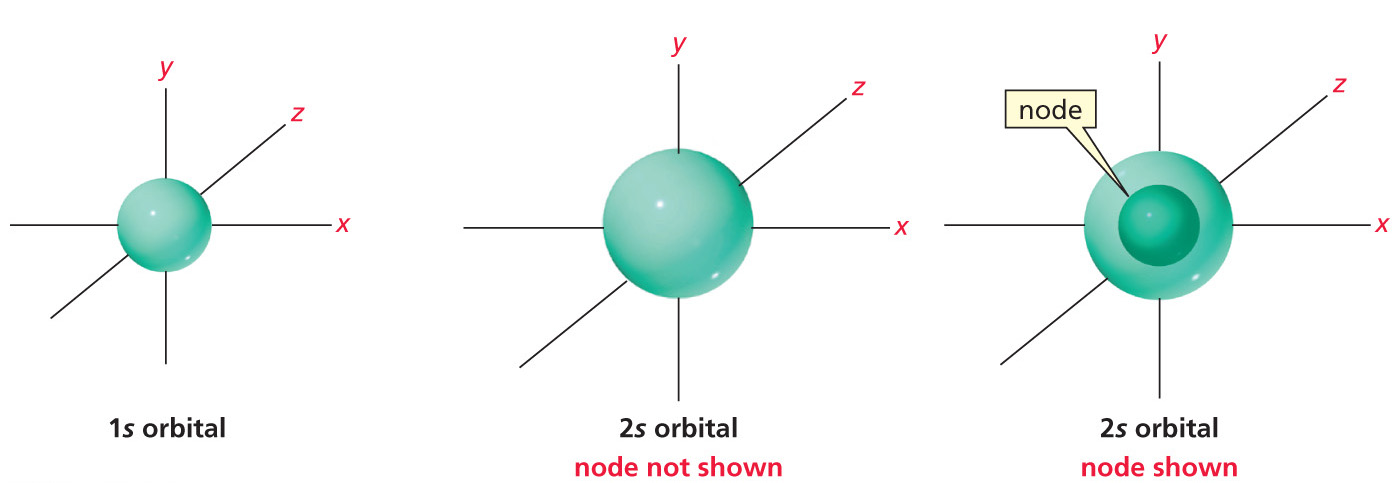 y
z
x
1s orbital
y
z
x
2s orbital
node not shown
node
y
z
x
2s orbital
node shown